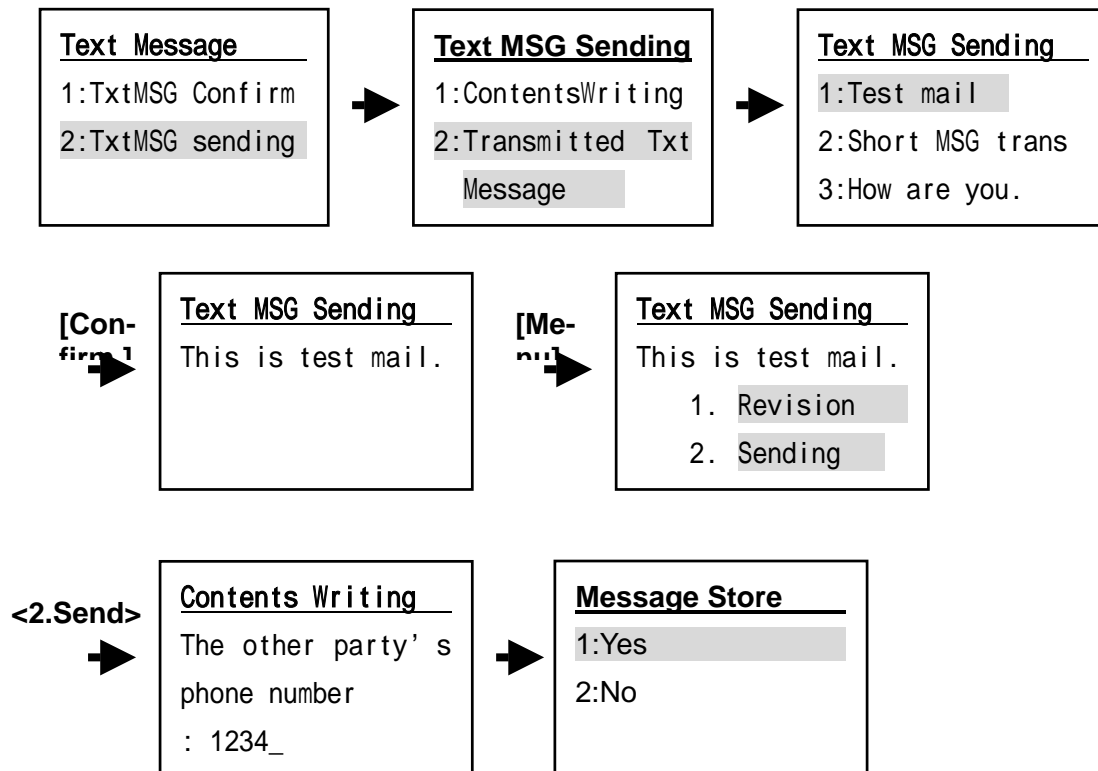 Text Message
1:TxtMSG Confirm
2:TxtMSG sending
Text MSG Sending
1:ContentsWriting
2:Transmitted Txt
Message
Text MSG Sending
1:Test mail
2:Short MSG trans
3:How are you.
[Con-
firm.]
Text MSG Sending
This is test mail.
[Me-
nu]
Text MSG Sending
This is test mail.
1. Revision
2. Sending
<2.Send>
Contents Writing
The other party’s
phone number
: 1234_
Message Store
1:Yes
2:No